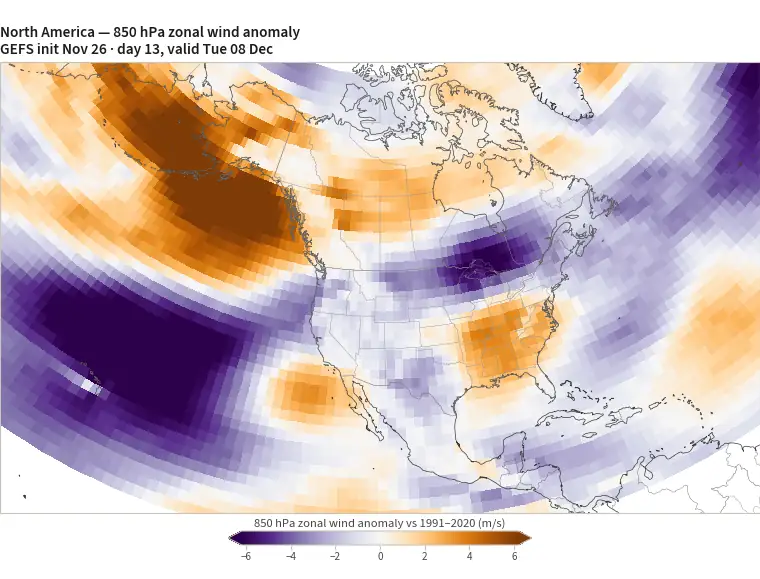 North America — 850 hPa zonal wind anomaly
GEFS init Nov 26 · day 13, valid Tue 08 Dec
850 hPa zonal wind anomaly vs 1991–2020 (m/s)
−6 −4 −2 0 2 4 6